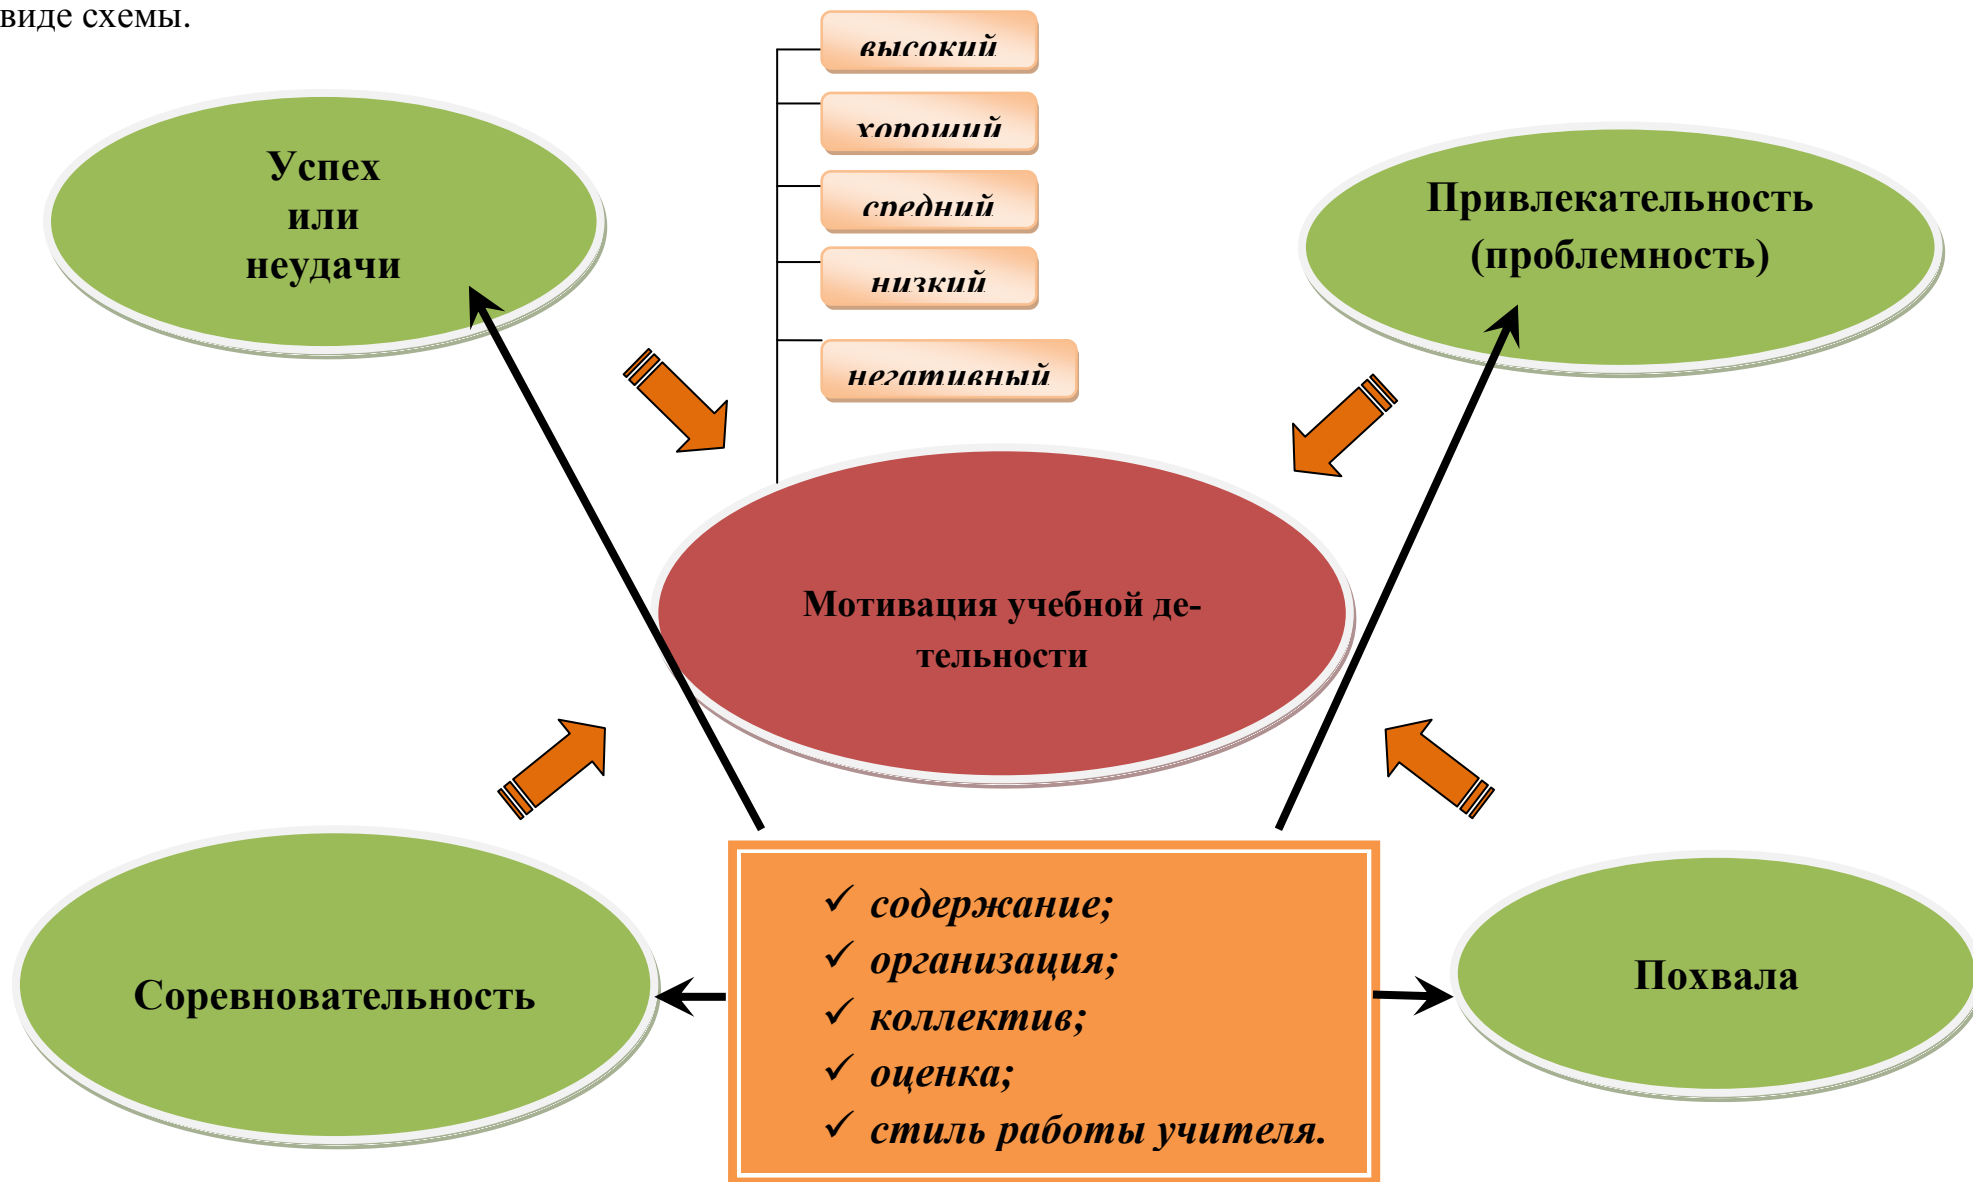 виде схемы.
высокий
хороший
средний
низкий
негативный
Успех
или
неудачи
Привлекательность
(проблемность)
Мотивация учебной де-
тельности
Соревновательность
содержание;
организация;
коллектив;
оценка;
стиль работы учителя.
Похвала